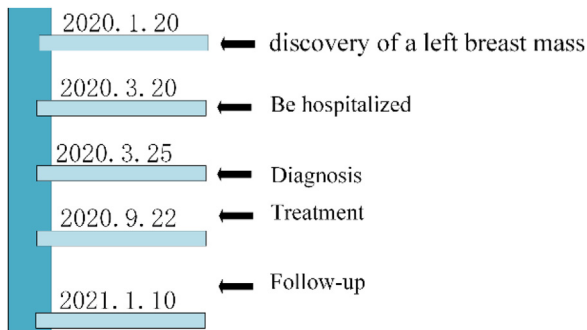 2020.1.20
discovery of a left breast mass
2020.3.20
Be hospitalized
2020.3.25
Diagnosis
Treatment
2020.9.22
Follow-up
2021.1.10